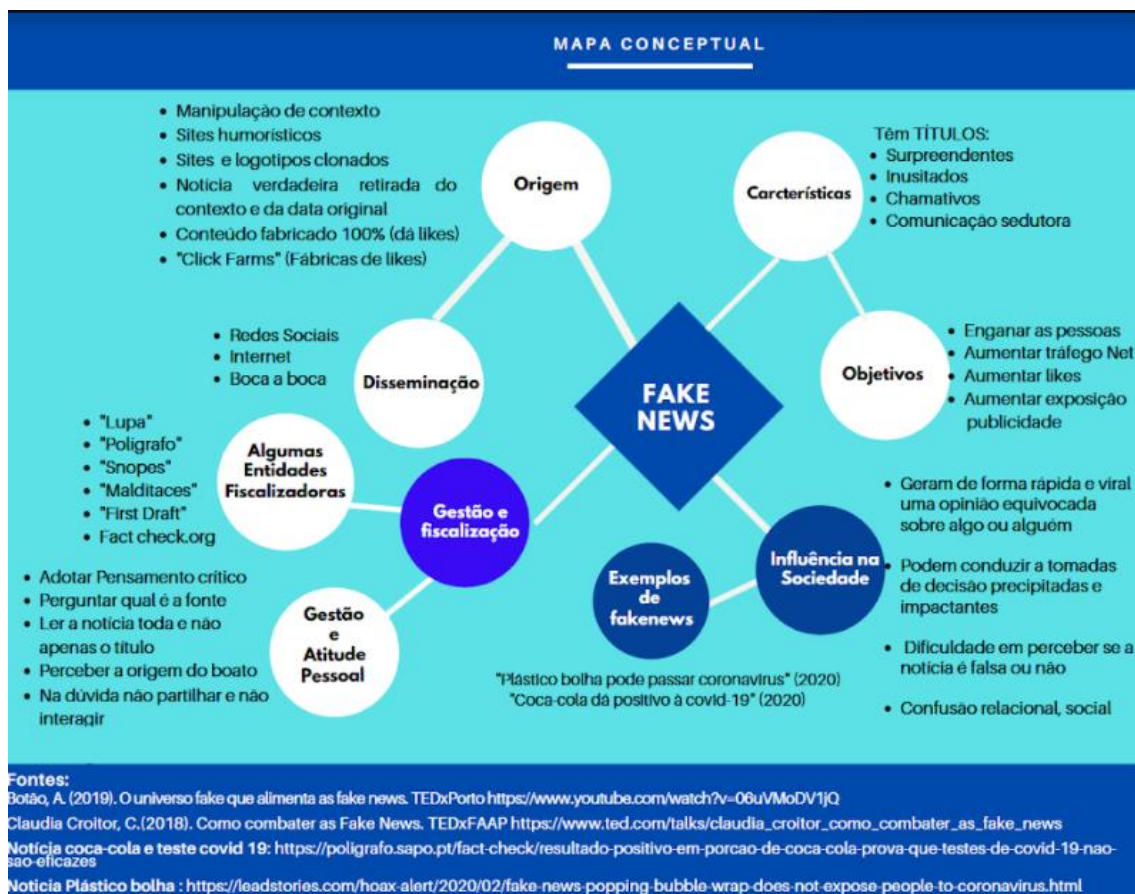 MAPA CONCEPTUAL
• Manipulação de contexto
• Sites humorísticos
• Sites e logotipos clonados
• Notícia verdadeira retirada do
contexto e da data original
• Conteúdo fabricado 100% (dá likes)
• "Click Farms" (Fábricas de likes)
Origem
Carcterísticas
Têm TÍTULOS:
• Surpreendentes
• Inusitados
• Chamativos
• Comunicação sedutora
• Redes Sociais
• Internet
• Boca a boca
Disseminação
FAKE
NEWS
Objetivos
• Enganar as pessoas
• Aumentar tráfego Net
• Aumentar likes
• Aumentar exposição
publicidade
• "Lupa"
• "Polígrafo"
• "Snopes"
• "Malditaces"
• "First Draft"
• Fact check.org
Algumas
Entidades
Fiscalizadoras
Gestão e
fiscalização
• Adotar Pensamento crítico
• Perguntar qual é a fonte
• Ler a notícia toda e não
apenas o título
• Perceber a origem do boato
• Na dúvida não partilhar e não
interagir
Gestão
e
Atitude
Pessoal
Exemplos
de
fakenews
"Plástico bolha pode passar coronavirus" (2020)
"Coca-cola dá positivo à covid-19" (2020)
Influência na
Sociedade
• Geram de forma rápida e viral
uma opinião equivocada
sobre algo ou alguém
• Podem conduzir a tomadas
de decisão precipitadas e
impactantes
• Dificuldade em perceber se a
notícia é falsa ou não
• Confusão relacional, social
Fontes:
Botão, A. (2019). O universo fake que alimenta as fake news. TEDxPorto https://www.youtube.com/watch?v=06uVMoDV1jQ
Claudia Croitor, C.(2018). Como combater as Fake News. TEDxFAAP https://www.ted.com/talks/claudia_croitor_como_combater_as_fake_news
Notícia coca-cola e teste covid 19: https://poligrafo.sapo.pt/fact-check/resultado-positivo-em-porcao-de-coca-cola-prova-que-testes-de-covid-19-nao-
sao-eficazes
Noticia Plástico bolha : https://leadstories.com/hoax-alert/2020/02/fake-news-popping-bubble-wrap-does-not-expose-people-to-coronavirus.html